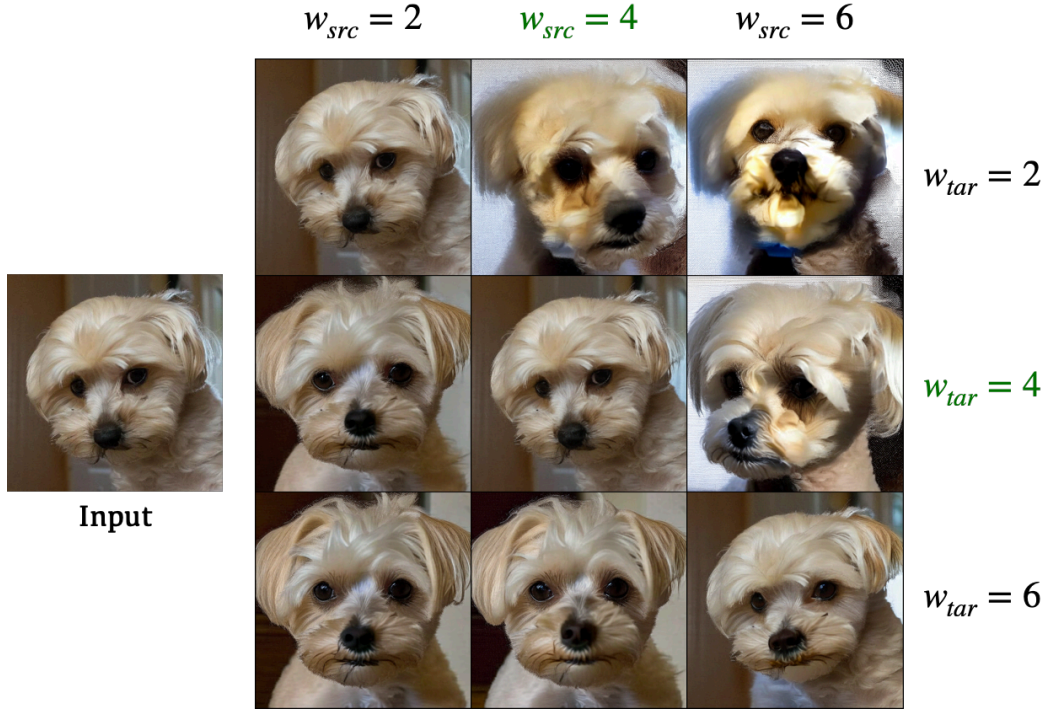 w_src = 2
w_src = 4
w_src = 6
w_tar = 2
w_tar = 4
Input
w_tar = 6